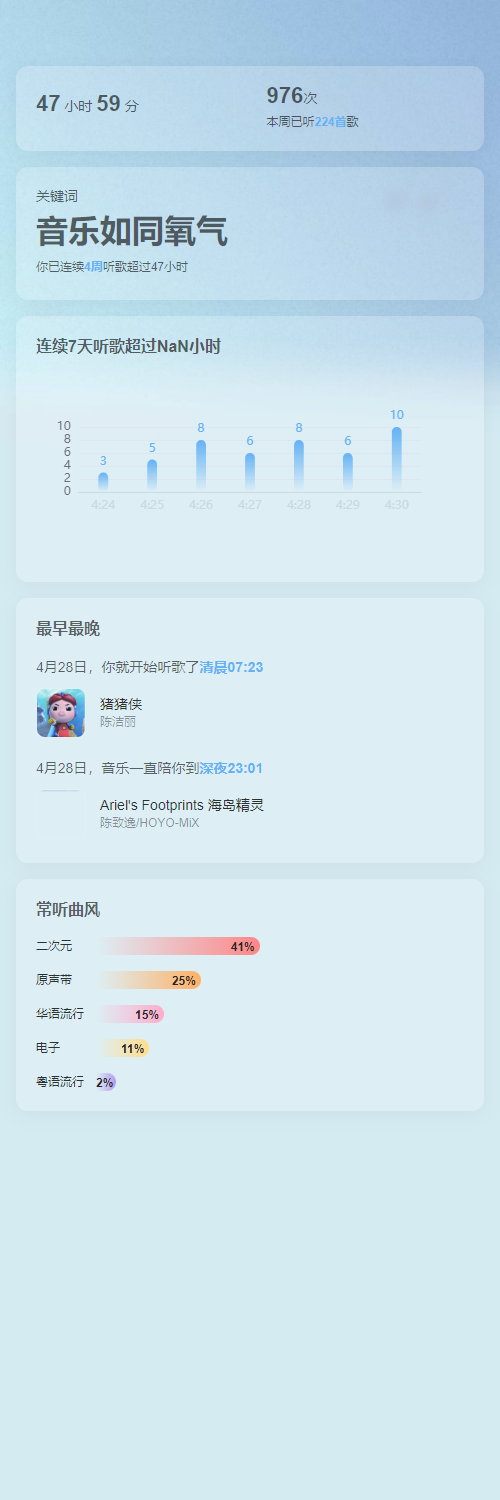 47 小时 59 分
976次
本周已听224首歌
关键词
音乐如同氧气
你已连续4周听歌超过47小时
连续7天听歌超过NaN小时
10
8
6
4
2
0
3
5
8
6
8
6
10
4:24
4:25
4:26
4:27
4:28
4:29
4:30
最早最晚
4月28日，你就开始听歌了清晨07:23
猪猪侠
陈洁丽
4月28日，音乐一直陪你到深夜23:01
Ariel's Footprints 海岛精灵
陈致逸/HOYO-MiX
常听曲风
二次元 41%
原声带 25%
华语流行 15%
电子 11%
粤语流行 2%